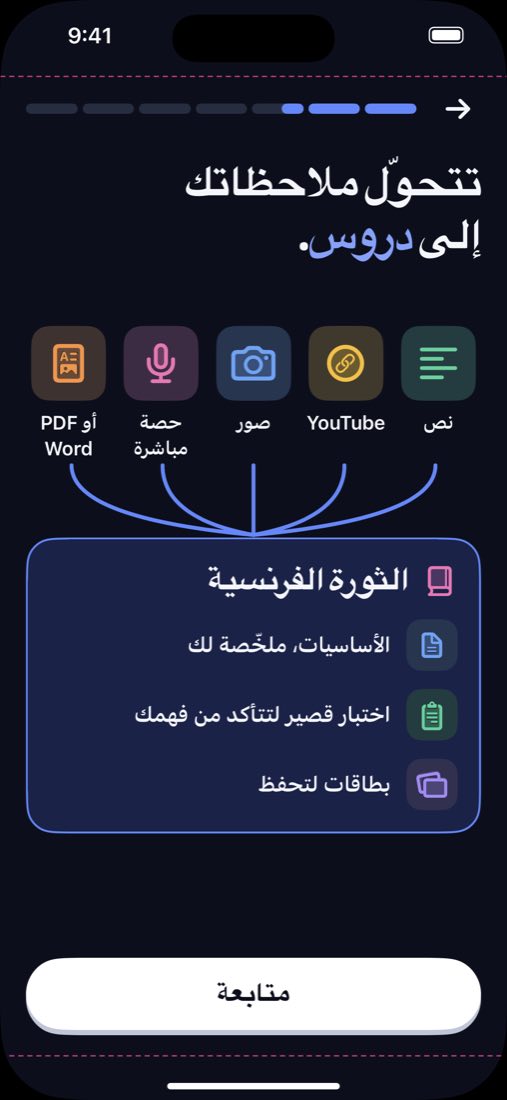 9:41
تتحوّل ملاحظاتك
إلى دروس.
نص
YouTube
صور
حصة
مباشرة
PDF أو
Word
الثورة الفرنسية
الأساسيات، ملخّصة لك
اختبار قصير لتتأكد من فهمك
بطاقات لتحفظ
متابعة